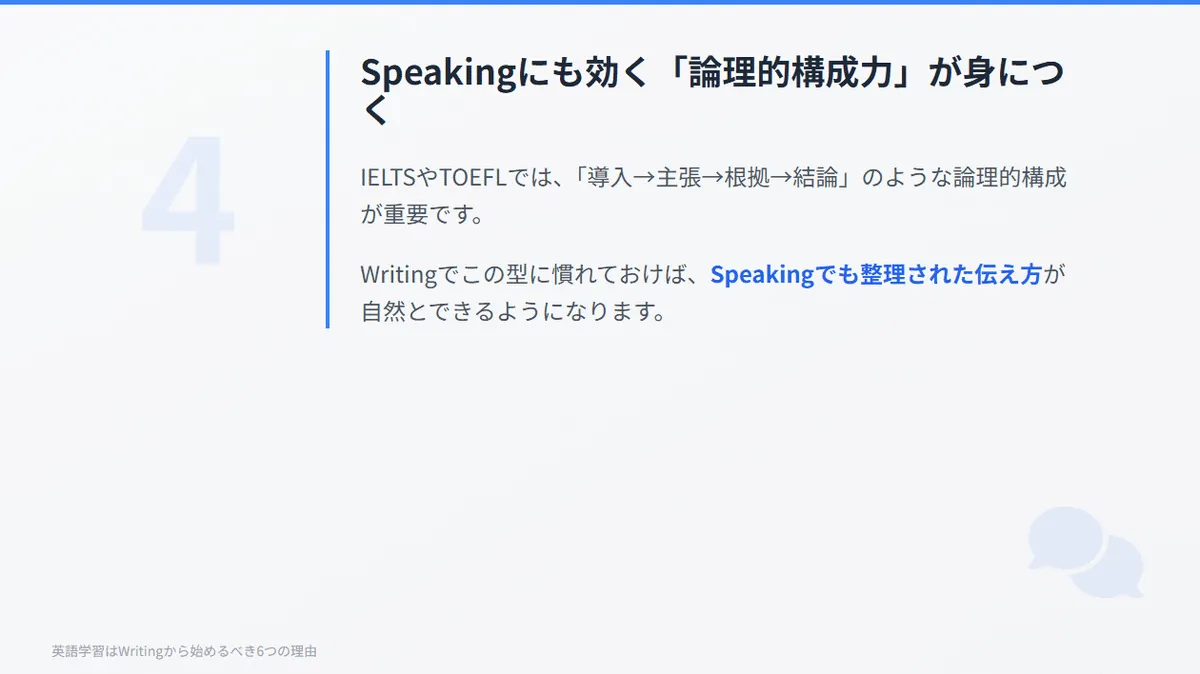 4
Speakingにも効く「論理的構成力」が身につ
く
IELTSやTOEFLでは、「導入→主張→根拠→結論」のような論理的構成
が重要です。
Writingでこの型に慣れておけば、Speakingでも整理された伝え方が
自然とできるようになります。
英語学習はWritingから始めるべき6つの理由